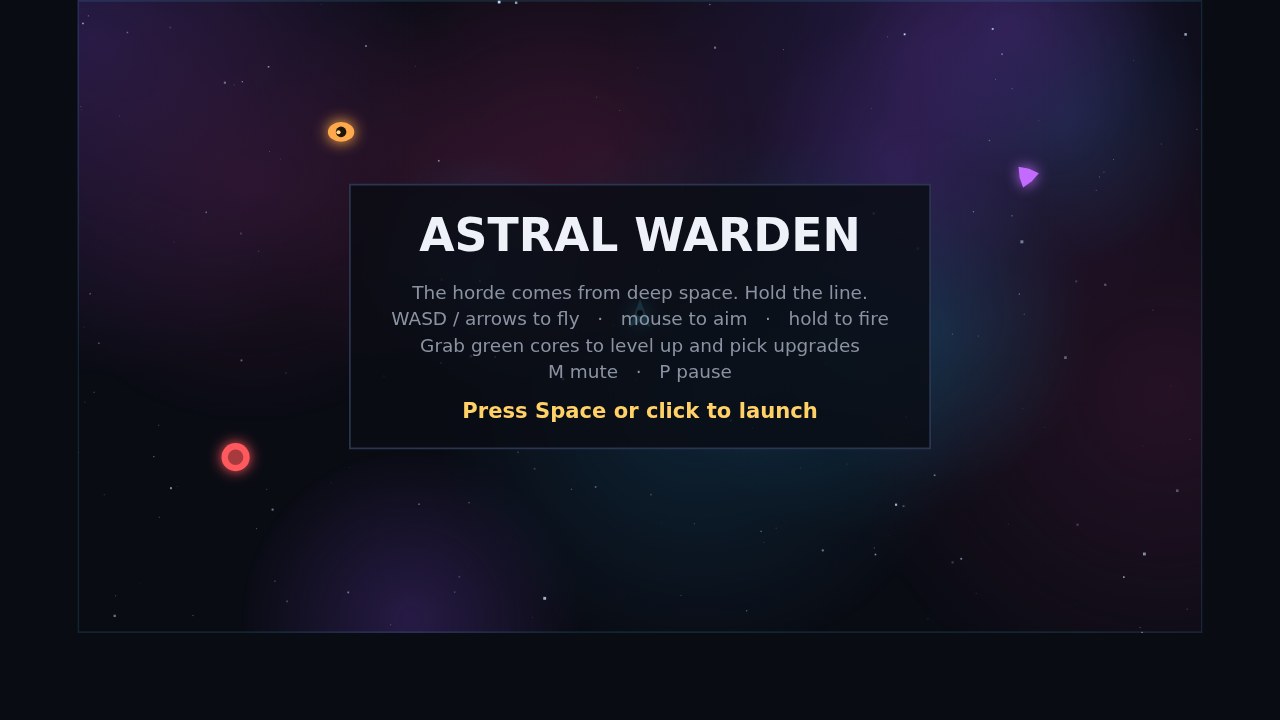 ASTRAL WARDEN
The horde comes from deep space. Hold the line.
WASD / arrows to fly · mouse to aim · hold to fire
Grab green cores to level up and pick upgrades
M mute · P pause
Press Space or click to launch